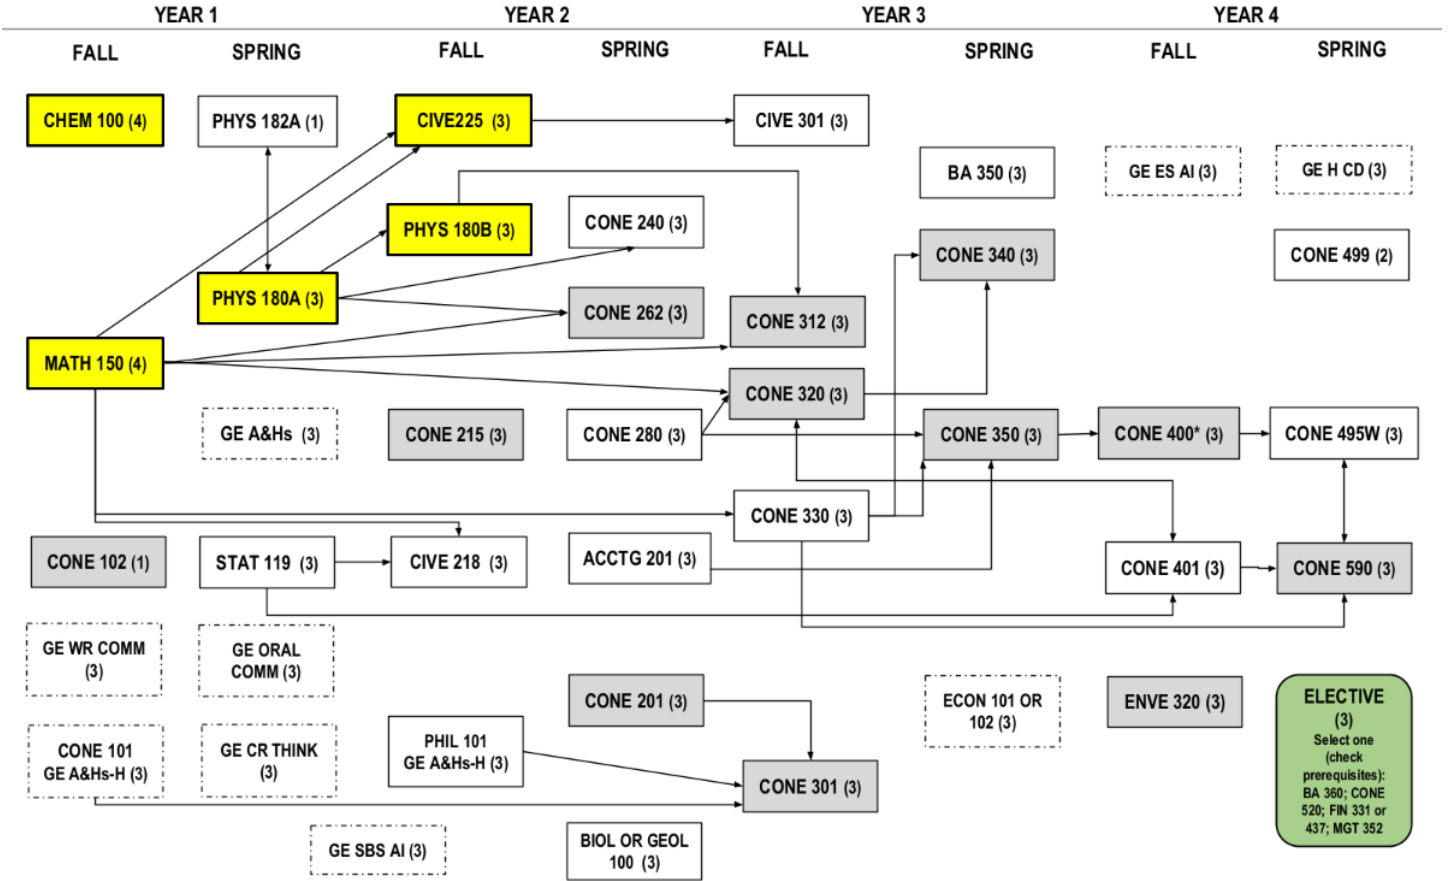 YEAR 1
YEAR 2
YEAR 3
YEAR 4
FALL
SPRING
FALL
SPRING
FALL
SPRING
FALL
SPRING
CHEM 100 (4)
PHYS 182A (1)
CIVE225 (3)
CIVE 301 (3)
BA 350 (3)
GE ES AI (3)
GE H CD (3)
PHYS 180B (3)
CONE 240 (3)
CONE 340 (3)
CONE 499 (2)
PHYS 180A (3)
CONE 262 (3)
CONE 312 (3)
MATH 150 (4)
CONE 320 (3)
GE A&Hs (3)
CONE 215 (3)
CONE 280 (3)
CONE 350 (3)
CONE 400* (3)
CONE 495W (3)
CONE 330 (3)
CONE 102 (1)
STAT 119 (3)
CIVE 218 (3)
ACCTG 201 (3)
CONE 401 (3)
CONE 590 (3)
GE WR COMM
(3)
GE ORAL
COMM (3)
CONE 201 (3)
ECON 101 OR
102 (3)
ENVE 320 (3)
ELECTIVE
(3)
Select one
(check
prerequisites):
BA 360; CONE
520; FIN 331 or
437; MGT 352
CONE 101
GE A&Hs-H (3)
GE CR THINK
(3)
PHIL 101
GE A&Hs-H (3)
CONE 301 (3)
GE SBS AI (3)
BIOL OR GEOL
100 (3)